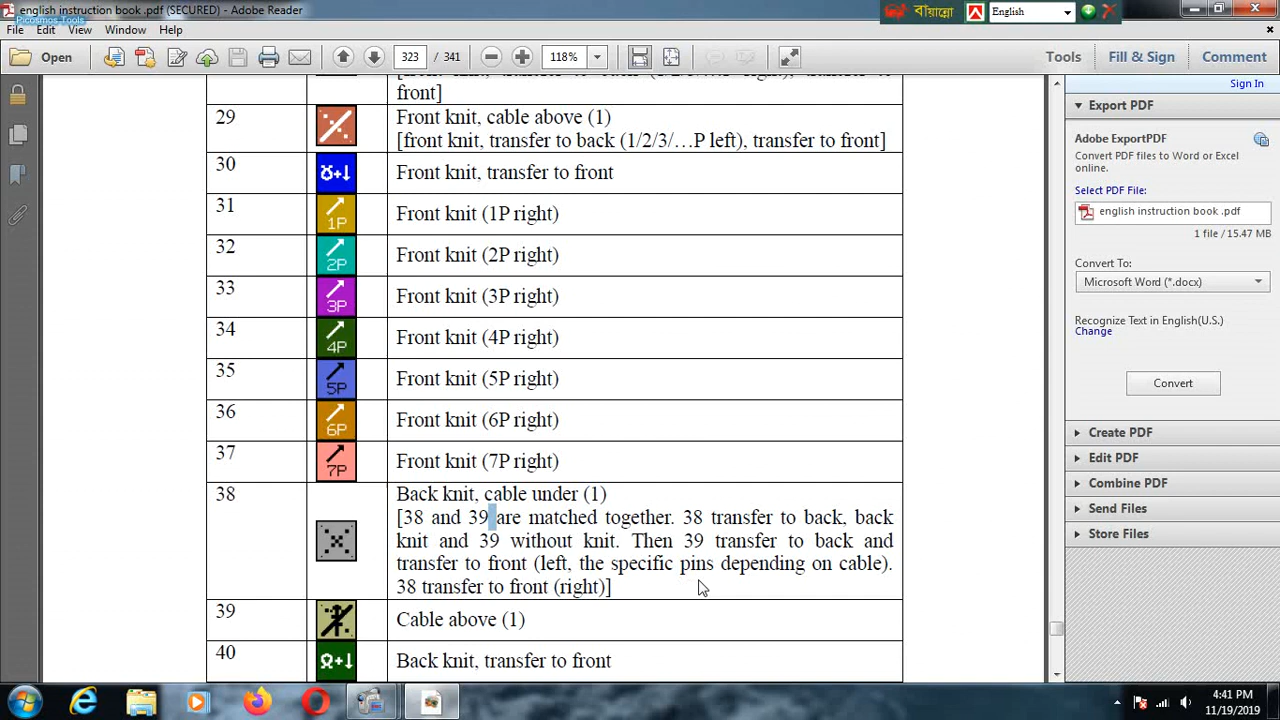 english instruction book .pdf (SECURED) - Adobe Reader
Picosmos Tools
বায়ান্নো
English
File Edit View Window Help
Open
323 / 341
118%
Tools Fill & Sign Comment
Sign In
front]
29
Front knit, cable above (1)
[front knit, transfer to back (1/2/3/…P left), transfer to front]
30
Front knit, transfer to front
31
1P
Front knit (1P right)
32
2P
Front knit (2P right)
33
3P
Front knit (3P right)
34
4P
Front knit (4P right)
35
5P
Front knit (5P right)
36
6P
Front knit (6P right)
37
7P
Front knit (7P right)
38
Back knit, cable under (1)
[38 and 39 are matched together. 38 transfer to back, back
knit and 39 without knit. Then 39 transfer to back and
transfer to front (left, the specific pins depending on cable).
38 transfer to front (right)]
39
Cable above (1)
40
Back knit, transfer to front
Export PDF
Adobe ExportPDF
Convert PDF files to Word or Excel
online.
Select PDF File:
english instruction book .pdf
1 file / 15.47 MB
Convert To:
Microsoft Word (*.docx)
Recognize Text in English(U.S.)
Change
Convert
Create PDF
Edit PDF
Combine PDF
Send Files
Store Files
4:41 PM
11/19/2019